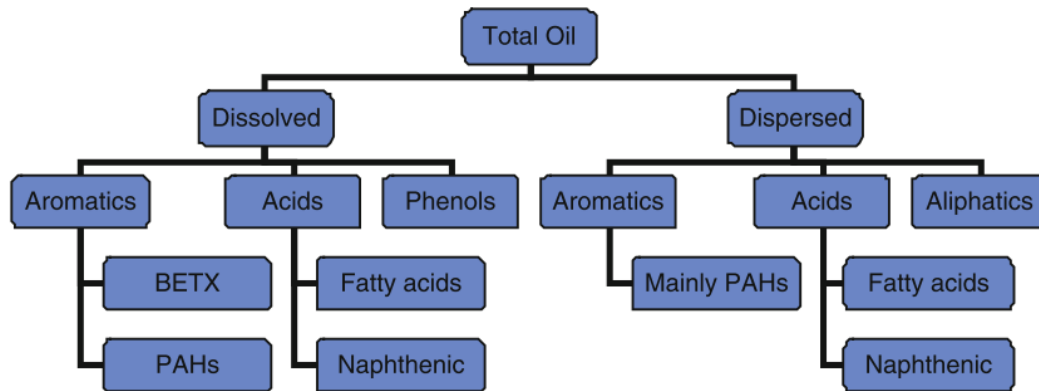 Total Oil
Dissolved
Dispersed
Aromatics
Acids
Phenols
Aromatics
Acids
Aliphatics
BETX
Fatty acids
Mainly PAHs
Fatty acids
PAHs
Naphthenic
Naphthenic